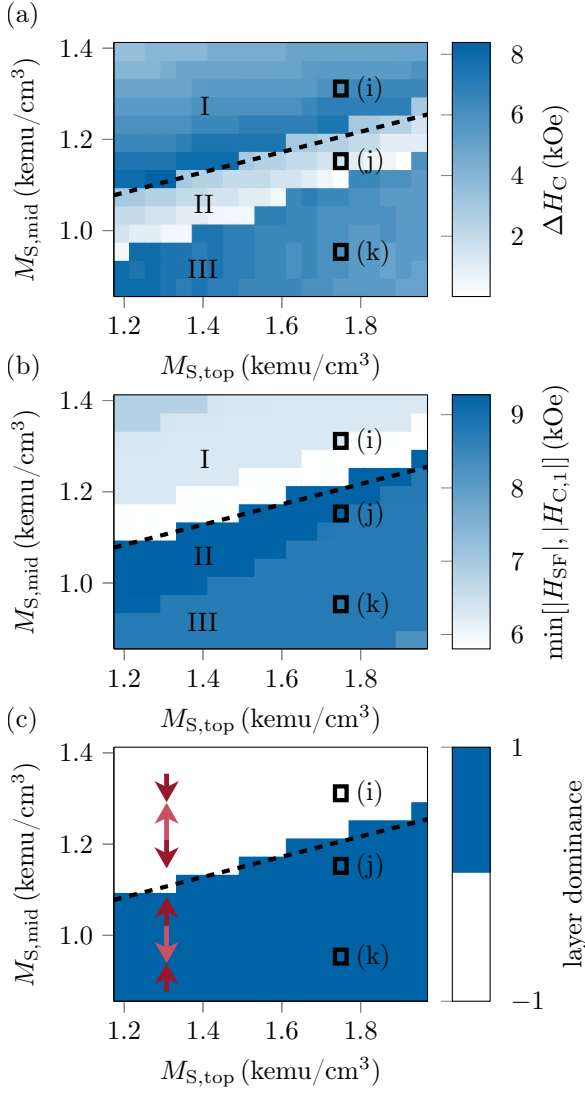 (a)
1.4
1.2
1.0
M_S,mid (kemu/cm³)
I
II
III
(i)
(j)
(k)
1.2 1.4 1.6 1.8
M_S,top (kemu/cm³)
8
6
4
2
ΔH_C (kOe)
(b)
1.4
1.2
1.0
M_S,mid (kemu/cm³)
I
II
III
(i)
(j)
(k)
1.2 1.4 1.6 1.8
M_S,top (kemu/cm³)
9
8
7
6
min[|H_SF|, |H_C,1|] (kOe)
(c)
1.4
1.2
1.0
M_S,mid (kemu/cm³)
(i)
(j)
(k)
1.2 1.4 1.6 1.8
M_S,top (kemu/cm³)
1
−1
layer dominance